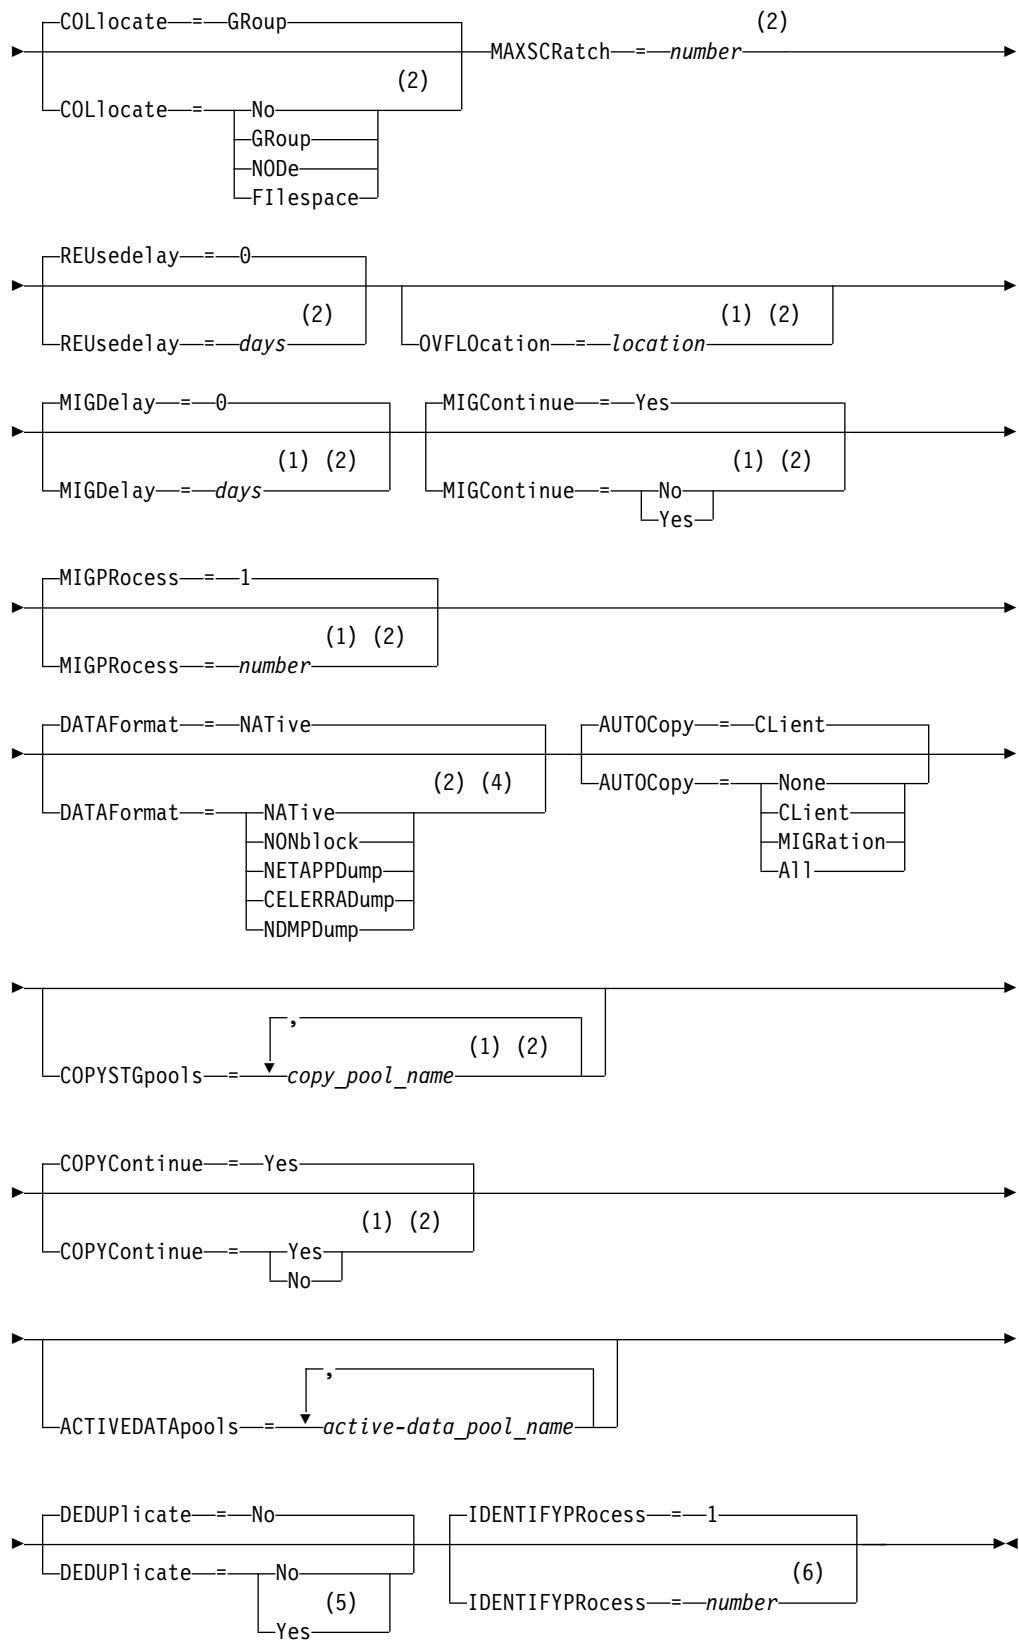 COLlocate = GRoup
(2)
MAXSCRatch = number
(2)
COLlocate = No
GRoup
NODe
FIlespace
REUsedelay = 0
(2)
(1) (2)
REUsedelay = days
OVFLOcation = location
MIGDelay = 0
MIGContinue = Yes
(1) (2)
(1) (2)
MIGDelay = days
MIGContinue = No
Yes
MIGPRocess = 1
(1) (2)
MIGPRocess = number
DATAFormat = NATive
AUTOCopy = CLient
(2) (4)
AUTOCopy = None
DATAFormat = NATive
CLient
NONblock
MIGRation
NETAPPDump
All
CELERRADump
NDMPDump
,
(1) (2)
COPYSTGpools = copy_pool_name
COPYContinue = Yes
(1) (2)
COPYContinue = Yes
No
,
ACTIVEDATApools = active-data_pool_name
DEDUPlicate = No
IDENTIFYPRocess = 1
DEDUPlicate = No
(6)
(5)
IDENTIFYPRocess = number
Yes